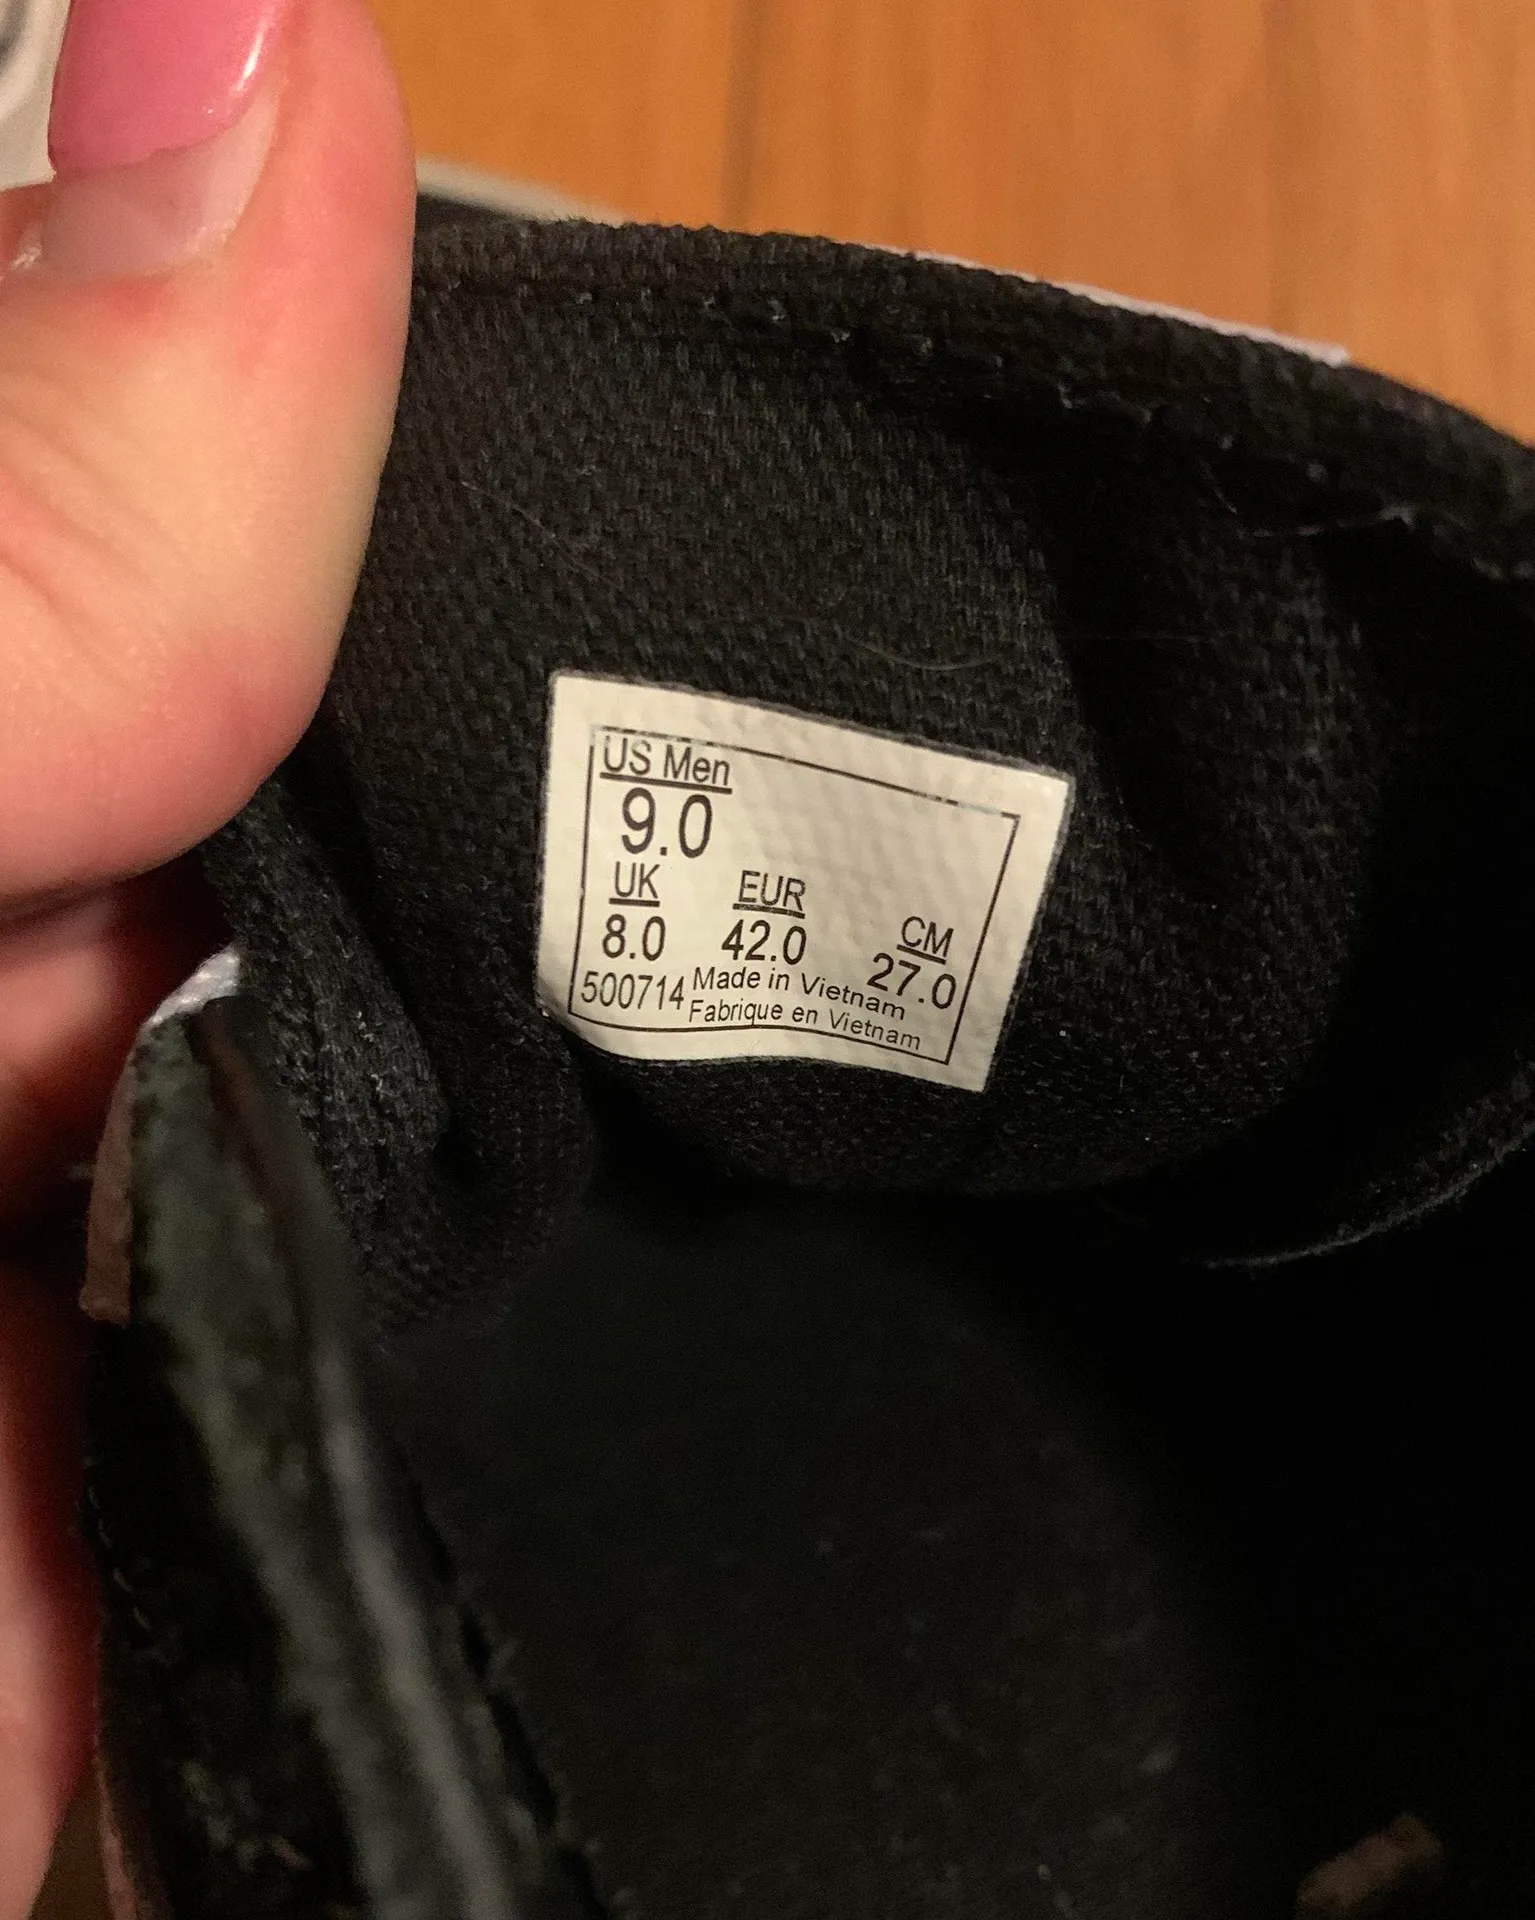 US Men
9.0
UK EUR CM
8.0 42.0 27.0
500714 Made in Vietnam
Fabrique en Vietnam